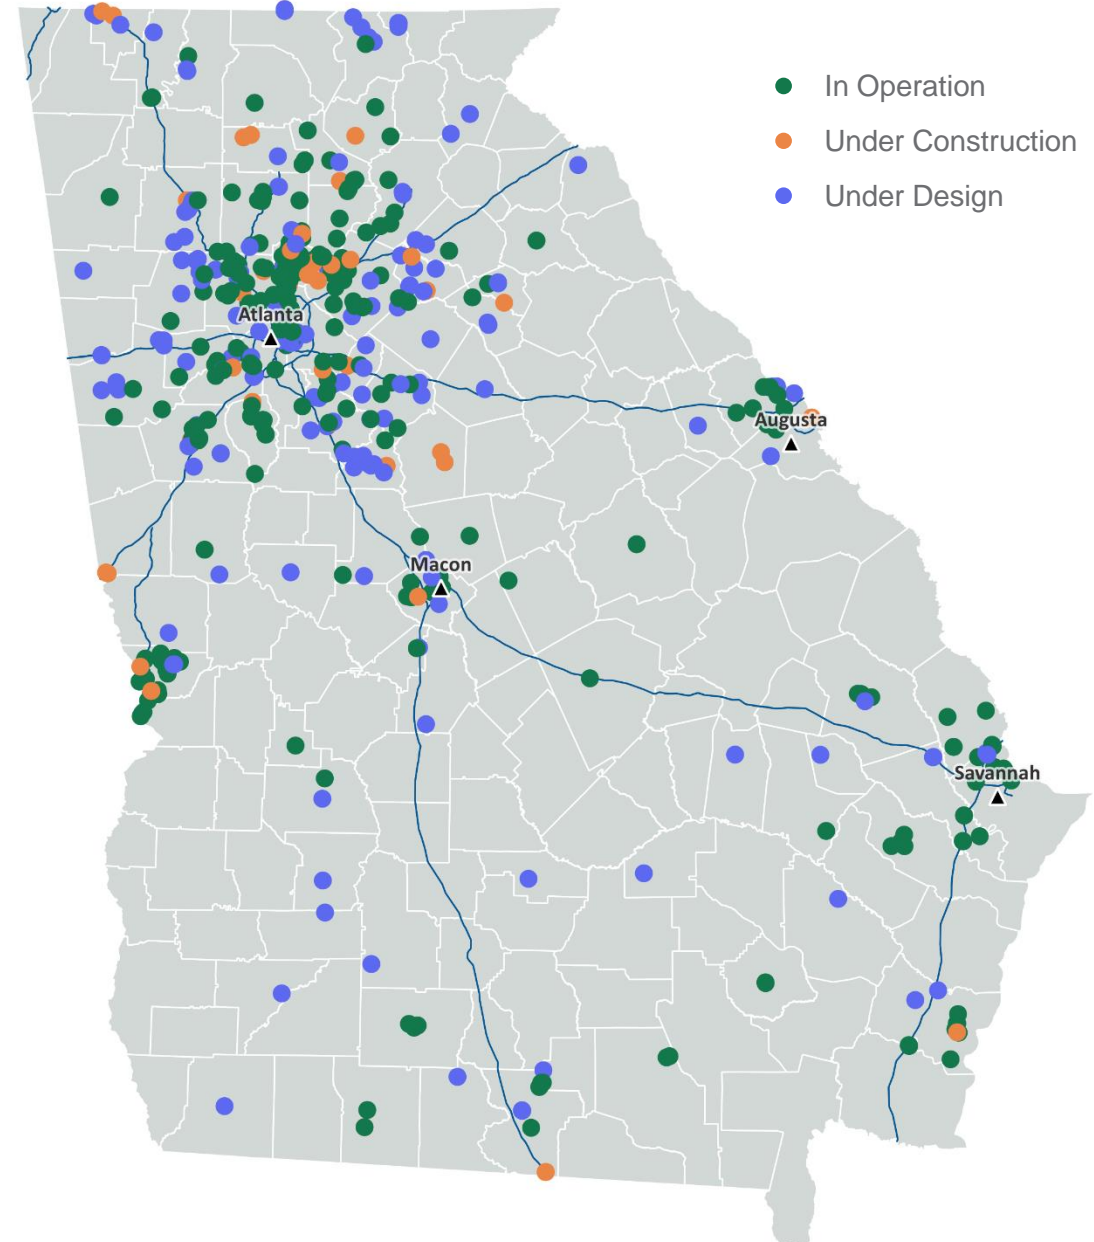 In Operation
Under Construction
Under Design
Atlanta
Augusta
Macon
Savannah